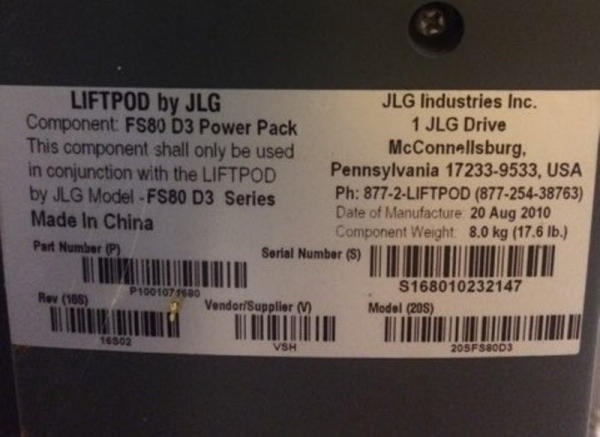 LIFTPOD by JLG
Component: FS80 D3 Power Pack
This component shall only be used
in conjunction with the LIFTPOD
by JLG Model - FS80 D3 Series
Made In China
JLG Industries Inc.
1 JLG Drive
McConnellsburg,
Pennsylvania 17233-9533, USA
Ph: 877-2-LIFTPOD (877-254-38763)
Date of Manufacture: 20 Aug 2010
Component Weight: 8.0 kg (17.6 lb.)
Part Number (P)
P1001071680
Serial Number (S)
S168010232147
Rev (16S)
16S02
Vendor/Supplier (V)
VSH
Model (20S)
20SFS80D3